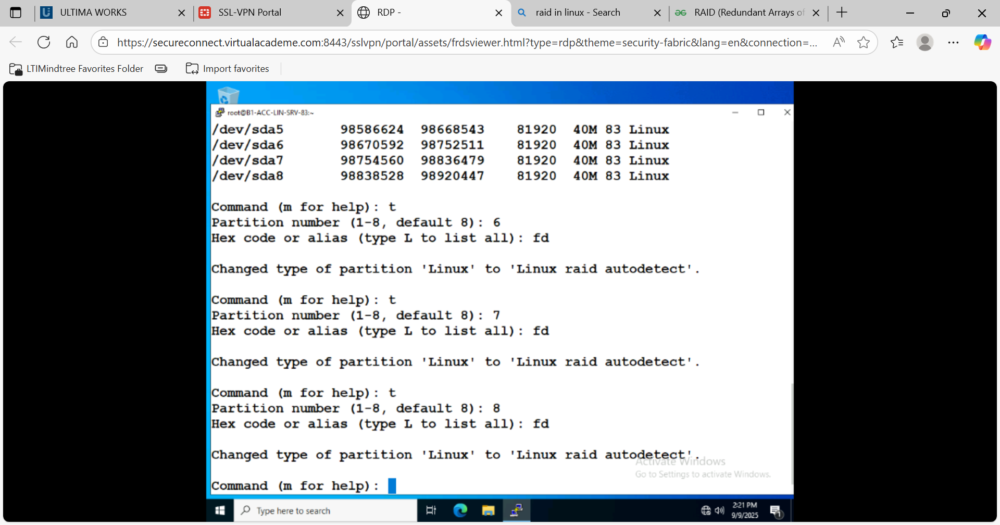 ULTIMA WORKS
SSL-VPN Portal
RDP -
raid in linux - Search
RAID (Redundant Arrays of
https://secureconnect.virtualacademe.com:8443/sslvpn/portal/assets/frdsviewer.html?type=rdp&theme=security-fabric&lang=en&connection=...
LTIMindtree Favorites Folder
Import favorites
root@B1-ACC-LIN-SRV-83:~
/dev/sda5 98586624 98668543 81920 40M 83 Linux
/dev/sda6 98670592 98752511 81920 40M 83 Linux
/dev/sda7 98754560 98836479 81920 40M 83 Linux
/dev/sda8 98838528 98920447 81920 40M 83 Linux
Command (m for help): t
Partition number (1-8, default 8): 6
Hex code or alias (type L to list all): fd
Changed type of partition 'Linux' to 'Linux raid autodetect'.
Command (m for help): t
Partition number (1-8, default 8): 7
Hex code or alias (type L to list all): fd
Changed type of partition 'Linux' to 'Linux raid autodetect'.
Command (m for help): t
Partition number (1-8, default 8): 8
Hex code or alias (type L to list all): fd
Changed type of partition 'Linux' to 'Linux raid autodetect'.
Activate Windows
Go to Settings to activate Windows.
Command (m for help):
Type here to search
2:21 PM
9/9/2025
1